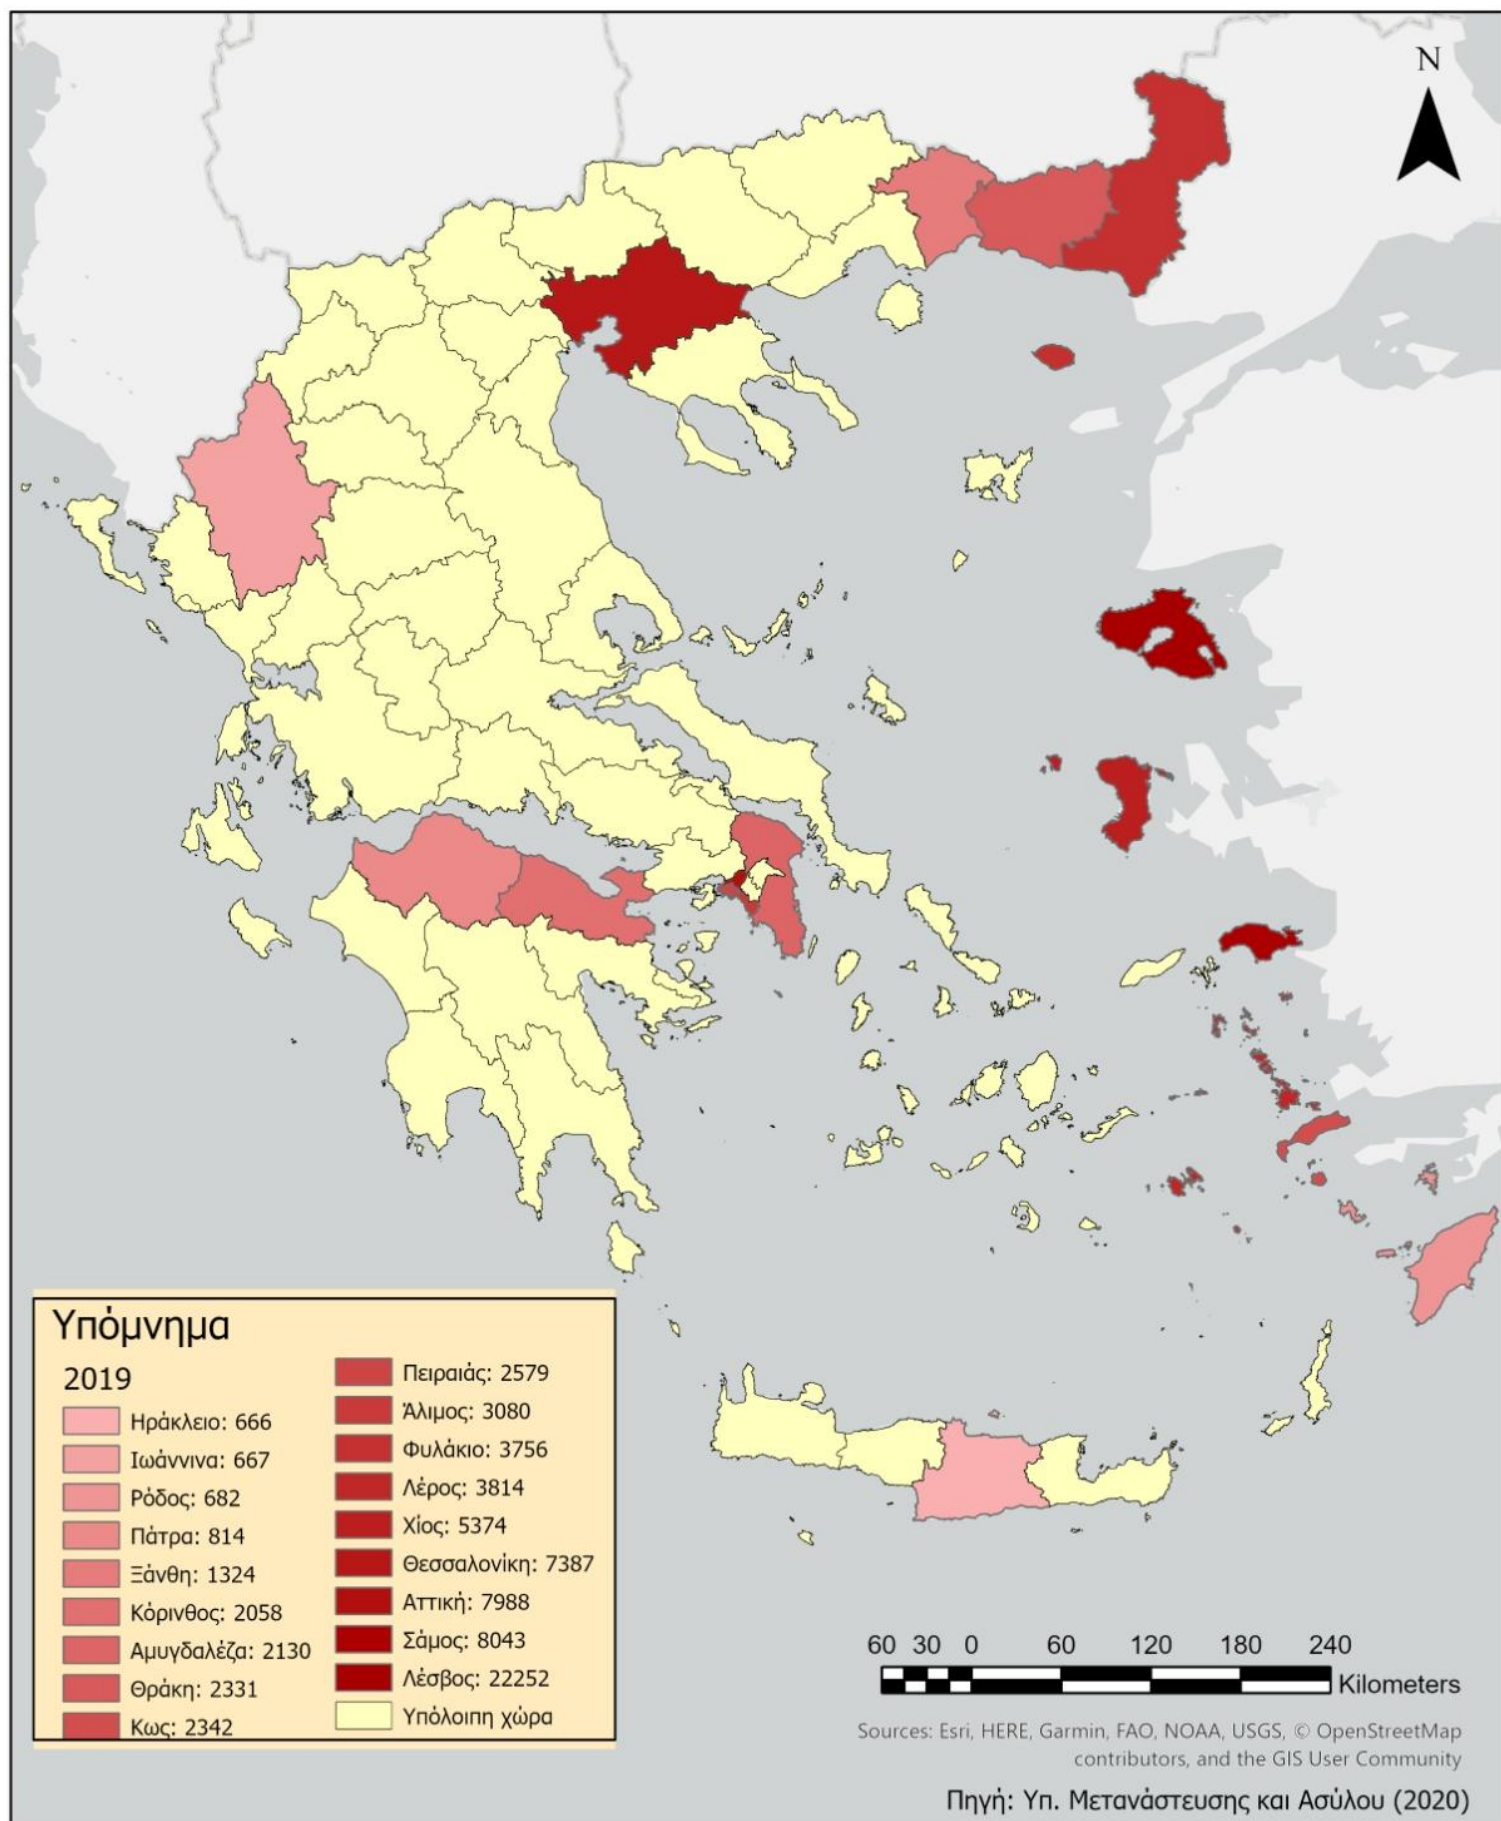 N
Υπόμνημα
2019
Ηράκλειο: 666
Ιωάννινα: 667
Ρόδος: 682
Πάτρα: 814
Ξάνθη: 1324
Κόρινθος: 2058
Αμυγδαλέζα: 2130
Θράκη: 2331
Κως: 2342
Πειραιάς: 2579
Άλιμος: 3080
Φυλάκιο: 3756
Λέρος: 3814
Χίος: 5374
Θεσσαλονίκη: 7387
Αττική: 7988
Σάμος: 8043
Λέσβος: 22252
Υπόλοιπη χώρα
60 30 0 60 120 180 240
Kilometers
Sources: Esri, HERE, Garmin, FAO, NOAA, USGS, © OpenStreetMap
contributors, and the GIS User Community
Πηγή: Υπ. Μετανάστευσης και Ασύλου (2020)